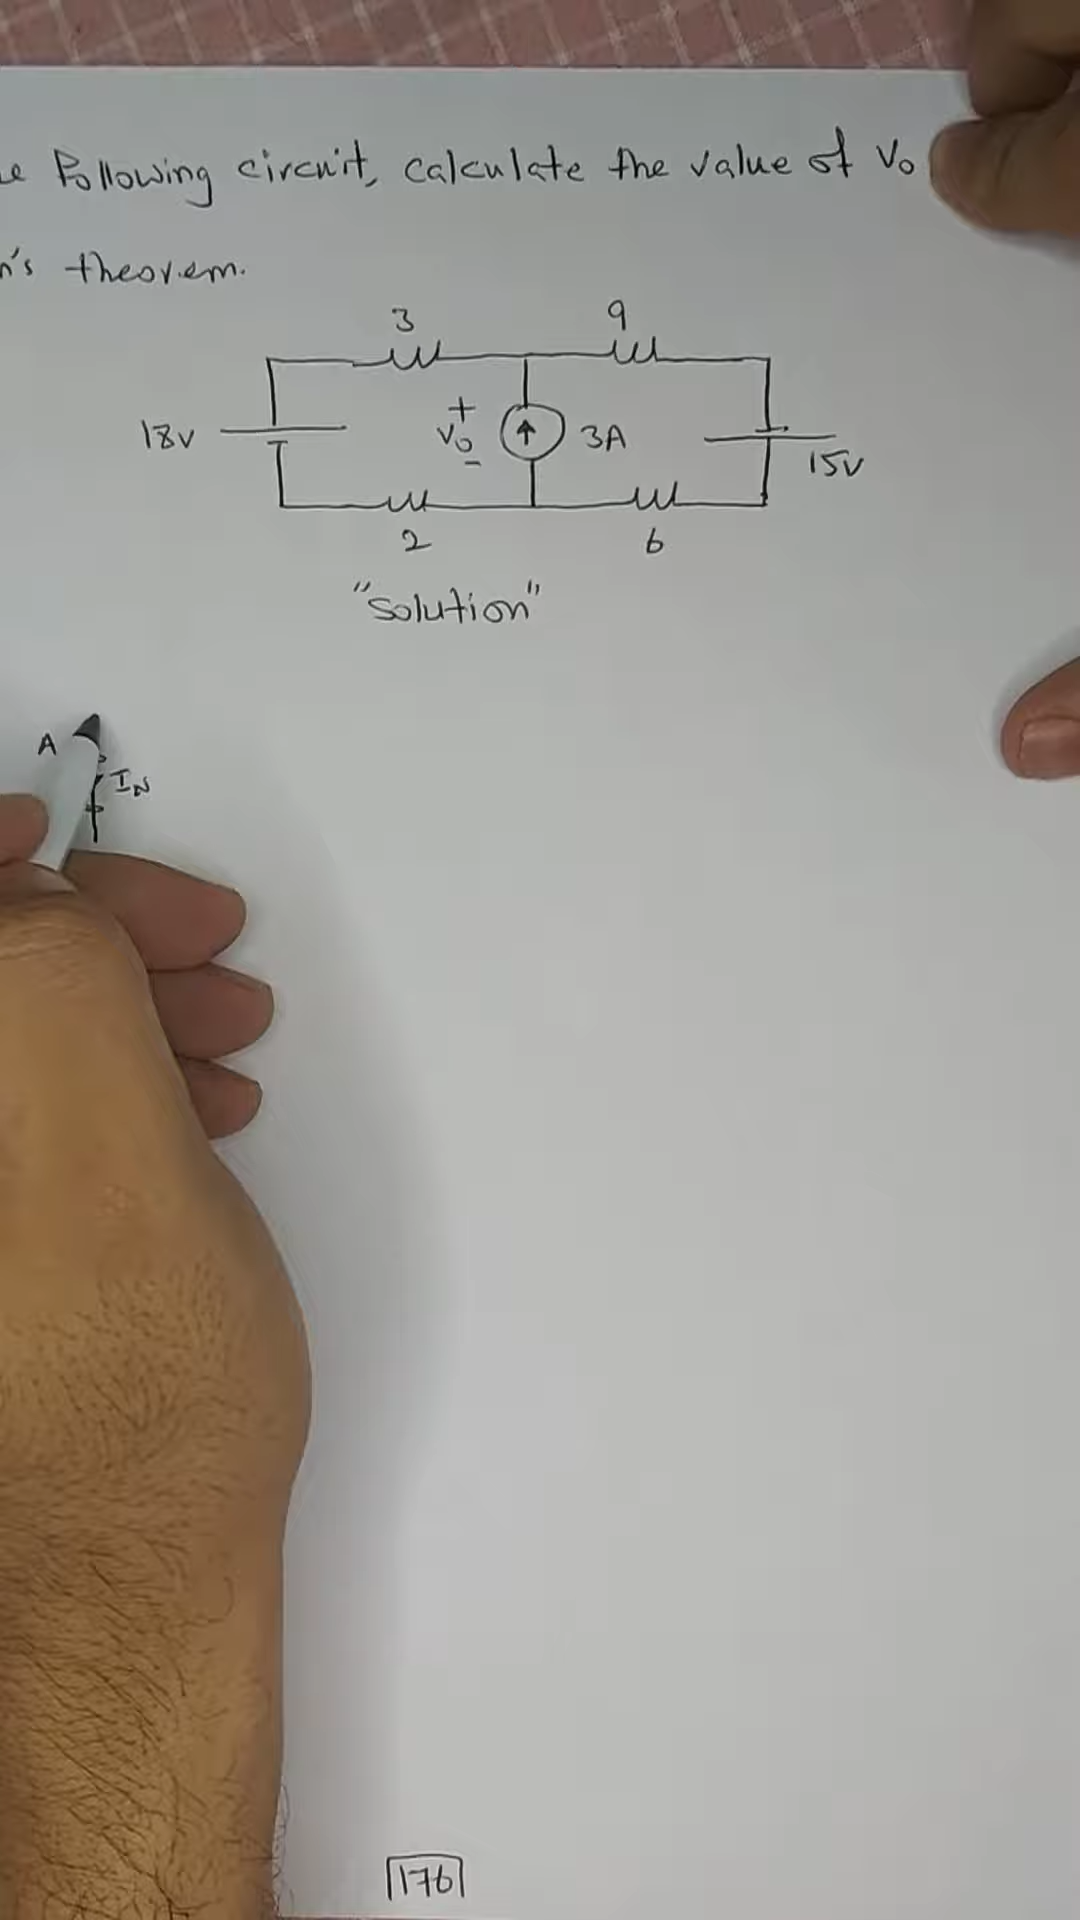 following circuit, calculate the value of Vo
n's theorem.
3 9
18v + Vo - 3A 15v
2 6
"solution"
A
IN
176